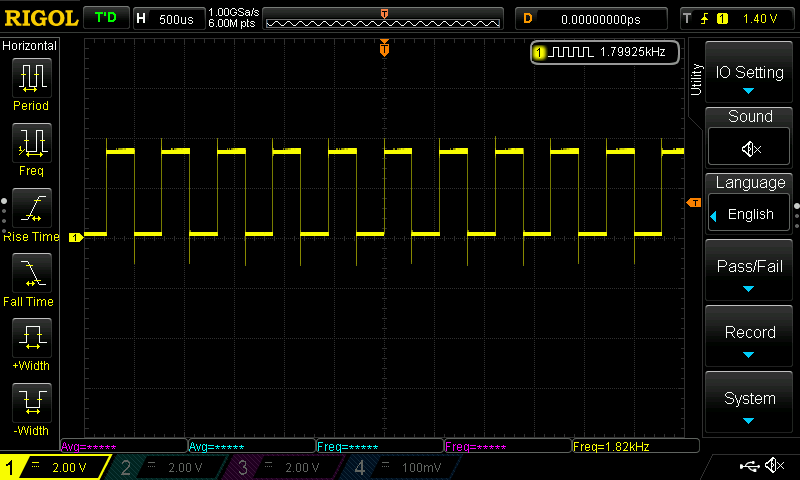 RIGOL T'D H 500us 1.00GSa/s 6.00M pts T D 0.00000000ps T 1 1.40 V
Horizontal
T
1 1.79925kHz
Utility
IO Setting
Period
Sound
Freq
Language
English
T
Rise Time
1
Pass/Fail
Fall Time
Record
+Width
System
-Width
Avg=***** Avg=***** Freq=***** Freq=***** Freq=1.82kHz
1 2.00 V 2 2.00 V 3 2.00 V 4 100mV